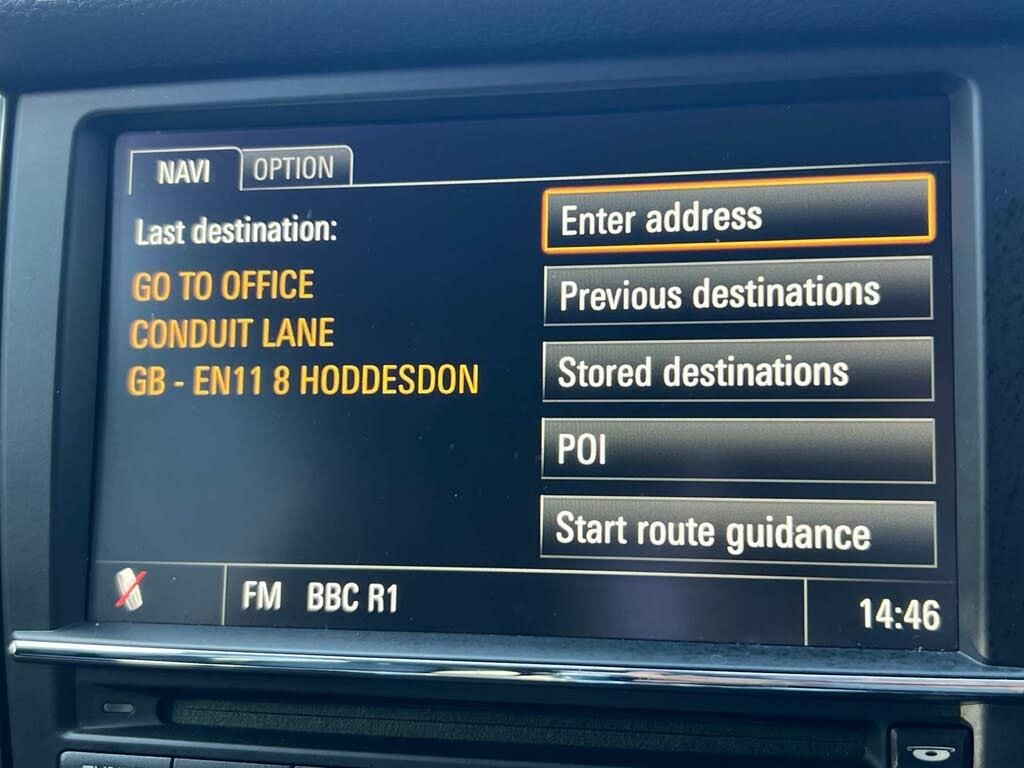 NAVI OPTION
Last destination:
GO TO OFFICE
CONDUIT LANE
GB - EN11 8 HODDESDON
Enter address
Previous destinations
Stored destinations
POI
Start route guidance
FM BBC R1
14:46